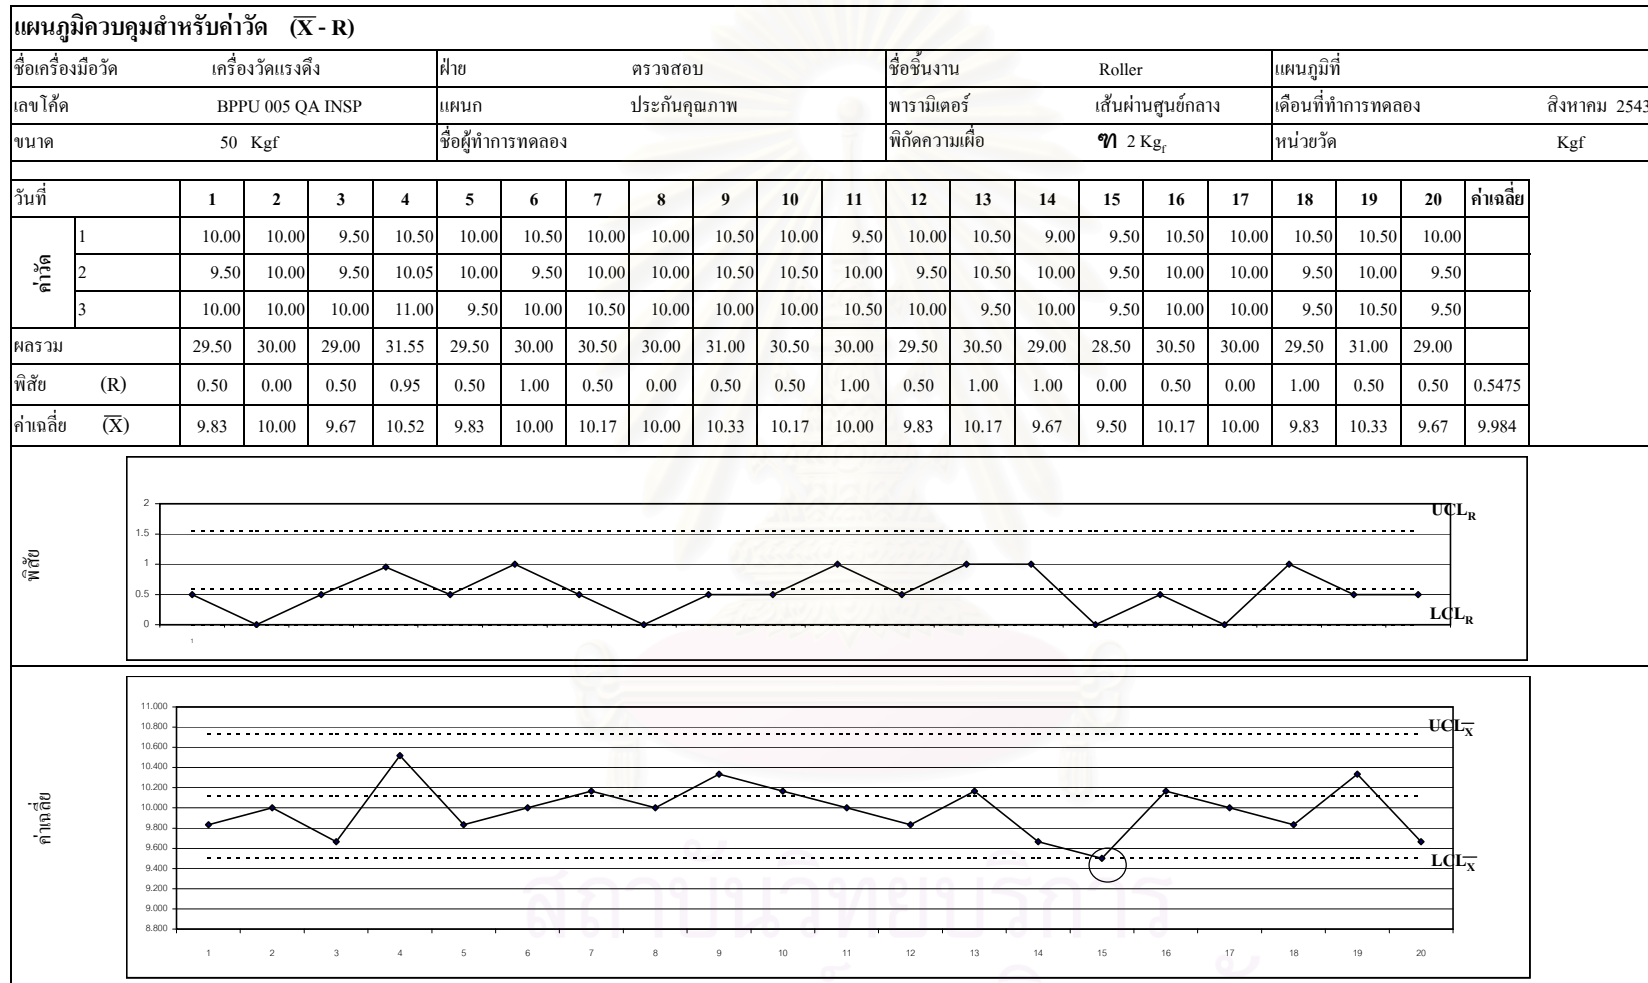 แผนภูมิควบคุมสำหรับค่าวัด (X̅ - R)
ชื่อเครื่องมือวัด เครื่องวัดแรงดึง ฝ่าย ตรวจสอบ ชื่อชิ้นงาน Roller แผนภูมิที่
เลขโค้ด BPPU 005 QA INSP แผนก ประกันคุณภาพ พารามิเตอร์ เส้นผ่านศูนย์กลาง เดือนที่ทำการทดลอง สิงหาคม 2543
ขนาด 50 Kgf ชื่อผู้ทำการทดลอง พิกัดความเผื่อ ฑ 2 Kgf หน่วยวัด Kgf
วันที่ 1 2 3 4 5 6 7 8 9 10 11 12 13 14 15 16 17 18 19 20 ค่าเฉลี่ย
ค่าวัด
1 10.00 10.00 9.50 10.50 10.00 10.50 10.00 10.00 10.50 10.00 9.50 10.00 10.50 9.00 9.50 10.50 10.00 10.50 10.50 10.00
2 9.50 10.00 9.50 10.05 10.00 9.50 10.00 10.00 10.50 10.50 10.00 9.50 10.50 10.00 9.50 10.00 10.00 9.50 10.00 9.50
3 10.00 10.00 10.00 11.00 9.50 10.00 10.50 10.00 10.00 10.00 10.50 10.00 9.50 10.00 9.50 10.00 10.00 9.50 10.50 9.50
ผลรวม 29.50 30.00 29.00 31.55 29.50 30.00 30.50 30.00 31.00 30.50 30.00 29.50 30.50 29.00 28.50 30.50 30.00 29.50 31.00 29.00
พิสัย (R) 0.50 0.00 0.50 0.95 0.50 1.00 0.50 0.00 0.50 0.50 1.00 0.50 1.00 1.00 0.00 0.50 0.00 1.00 0.50 0.50 0.5475
ค่าเฉลี่ย (X̅) 9.83 10.00 9.67 10.52 9.83 10.00 10.17 10.00 10.33 10.17 10.00 9.83 10.17 9.67 9.50 10.17 10.00 9.83 10.33 9.67 9.984
พิสัย
2
1.5
1
0.5
0
1
UCLR
LCLR
ค่าเฉลี่ย
11.000
10.800
10.600
10.400
10.200
10.000
9.800
9.600
9.400
9.200
9.000
8.800
UCLX̅
LCLX̅
1 2 3 4 5 6 7 8 9 10 11 12 13 14 15 16 17 18 19 20
สถาบันวิทยบริการ